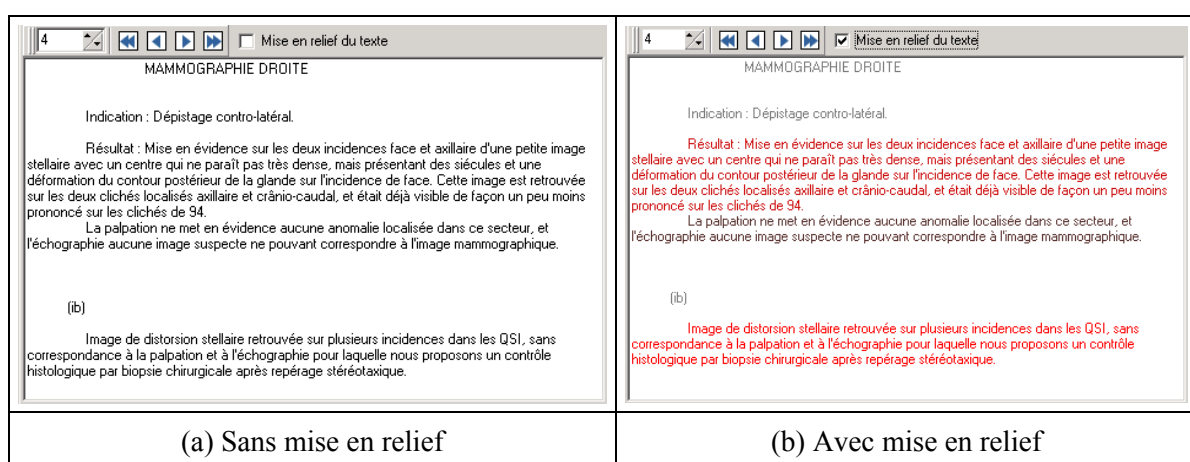 4 Mise en relief du texte
MAMMOGRAPHIE DROITE
Indication : Dépistage contro-latéral.
Résultat : Mise en évidence sur les deux incidences face et axillaire d'une petite image
stellaire avec un centre qui ne paraît pas très dense, mais présentant des siécules et une
déformation du contour postérieur de la glande sur l'incidence de face. Cette image est retrouvée
sur les deux clichés localisés axillaire et crânio-caudal, et était déjà visible de façon un peu moins
prononcé sur les clichés de 94.
La palpation ne met en évidence aucune anomalie localisée dans ce secteur, et
l'échographie aucune image suspecte ne pouvant correspondre à l'image mammographique.
(ib)
Image de distorsion stellaire retrouvée sur plusieurs incidences dans les QSI, sans
correspondance à la palpation et à l'échographie pour laquelle nous proposons un contrôle
histologique par biopsie chirurgicale après repérage stéréotaxique.
(a) Sans mise en relief
4 Mise en relief du texte
MAMMOGRAPHIE DROITE
Indication : Dépistage contro-latéral.
Résultat : Mise en évidence sur les deux incidences face et axillaire d'une petite image
stellaire avec un centre qui ne paraît pas très dense, mais présentant des siécules et une
déformation du contour postérieur de la glande sur l'incidence de face. Cette image est retrouvée
sur les deux clichés localisés axillaire et crânio-caudal, et était déjà visible de façon un peu moins
prononcé sur les clichés de 94.
La palpation ne met en évidence aucune anomalie localisée dans ce secteur, et
l'échographie aucune image suspecte ne pouvant correspondre à l'image mammographique.
(ib)
Image de distorsion stellaire retrouvée sur plusieurs incidences dans les QSI, sans
correspondance à la palpation et à l'échographie pour laquelle nous proposons un contrôle
histologique par biopsie chirurgicale après repérage stéréotaxique.
(b) Avec mise en relief